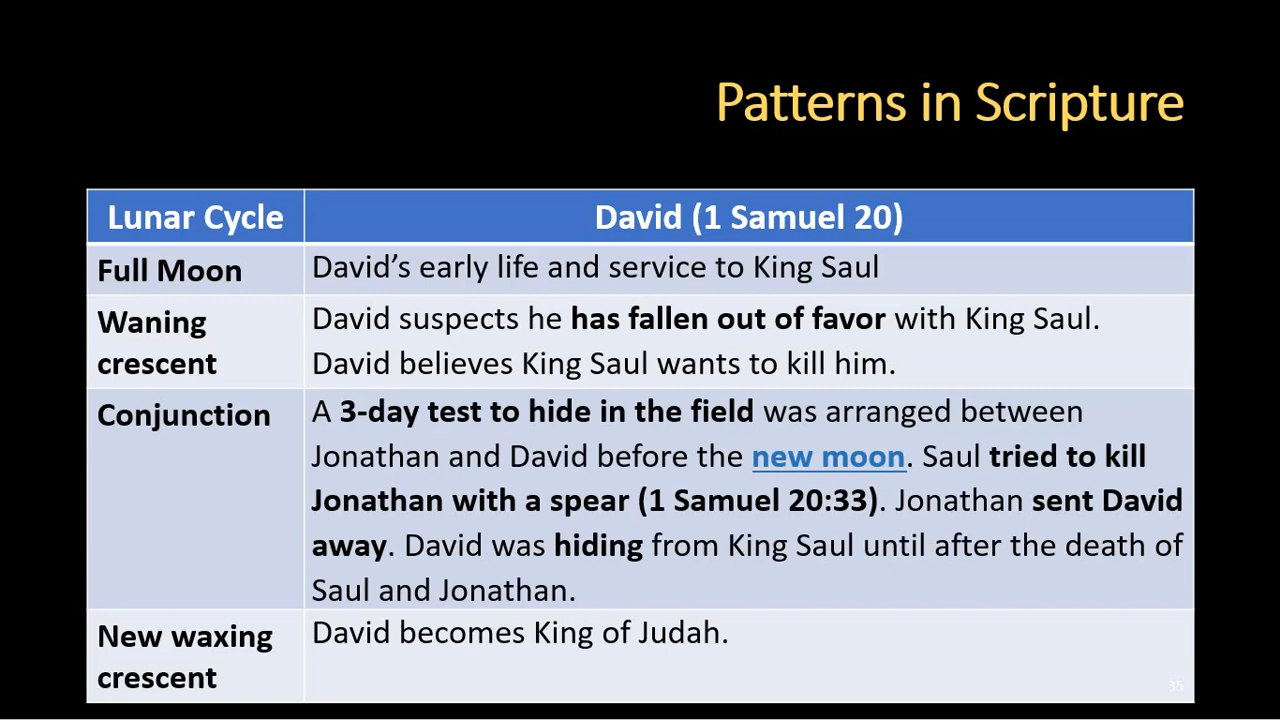 Patterns in Scripture
Lunar Cycle
David (1 Samuel 20)
Full Moon
David's early life and service to King Saul
Waning
crescent
David suspects he has fallen out of favor with King Saul.
David believes King Saul wants to kill him.
Conjunction
A 3-day test to hide in the field was arranged between
Jonathan and David before the new moon. Saul tried to kill
Jonathan with a spear (1 Samuel 20:33). Jonathan sent David
away. David was hiding from King Saul until after the death of
Saul and Jonathan.
New waxing
crescent
David becomes King of Judah.
35